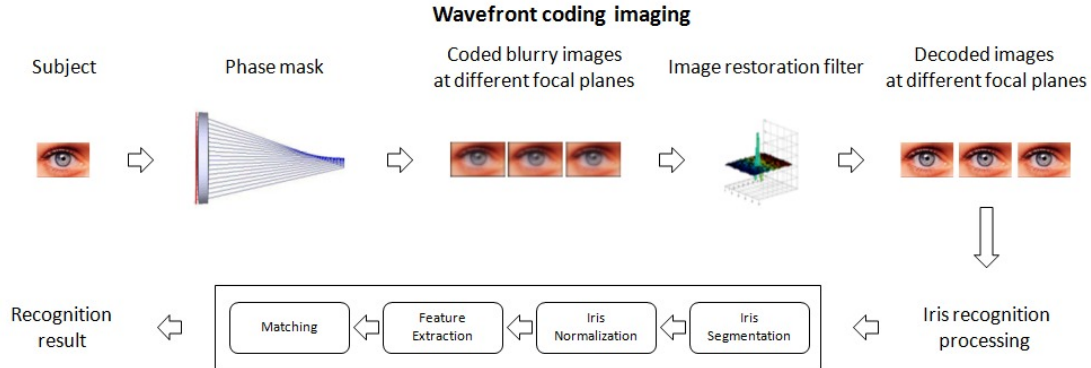 Wavefront coding imaging
Subject
Phase mask
Coded blurry images
at different focal planes
Image restoration filter
Decoded images
at different focal planes
Recognition
result
Matching
Feature
Extraction
Iris
Normalization
Iris
Segmentation
Iris recognition
processing